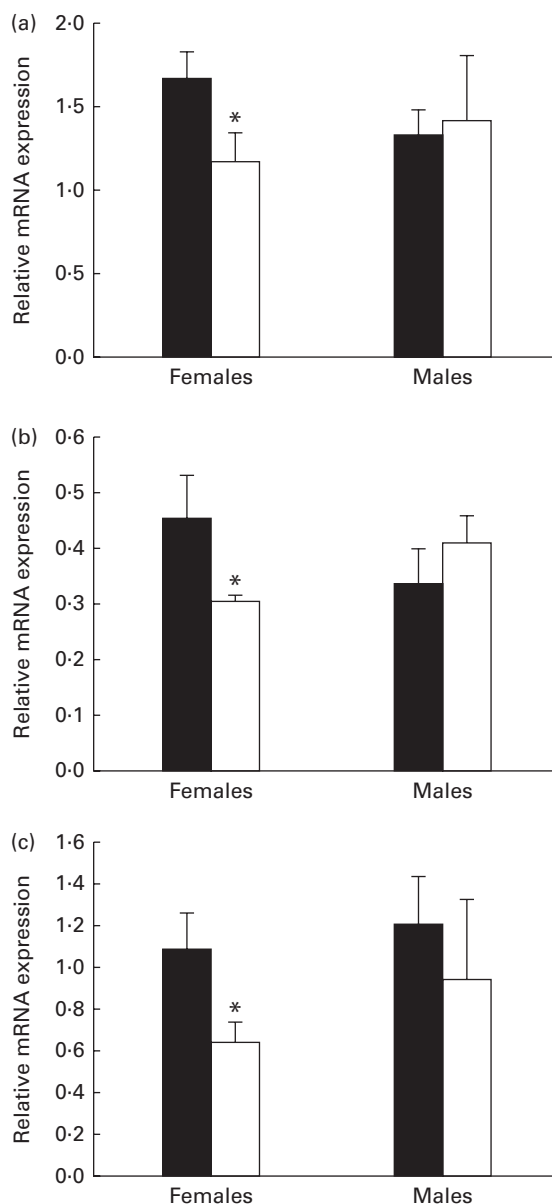 (a)
Relative mRNA expression
2·0
1·5
1·0
0·5
0·0
*
Females
Males
(b)
Relative mRNA expression
0·6
0·5
0·4
0·3
0·2
0·1
0·0
*
Females
Males
(c)
Relative mRNA expression
1·6
1·4
1·2
1·0
0·8
0·6
0·4
0·2
0·0
*
Females
Males